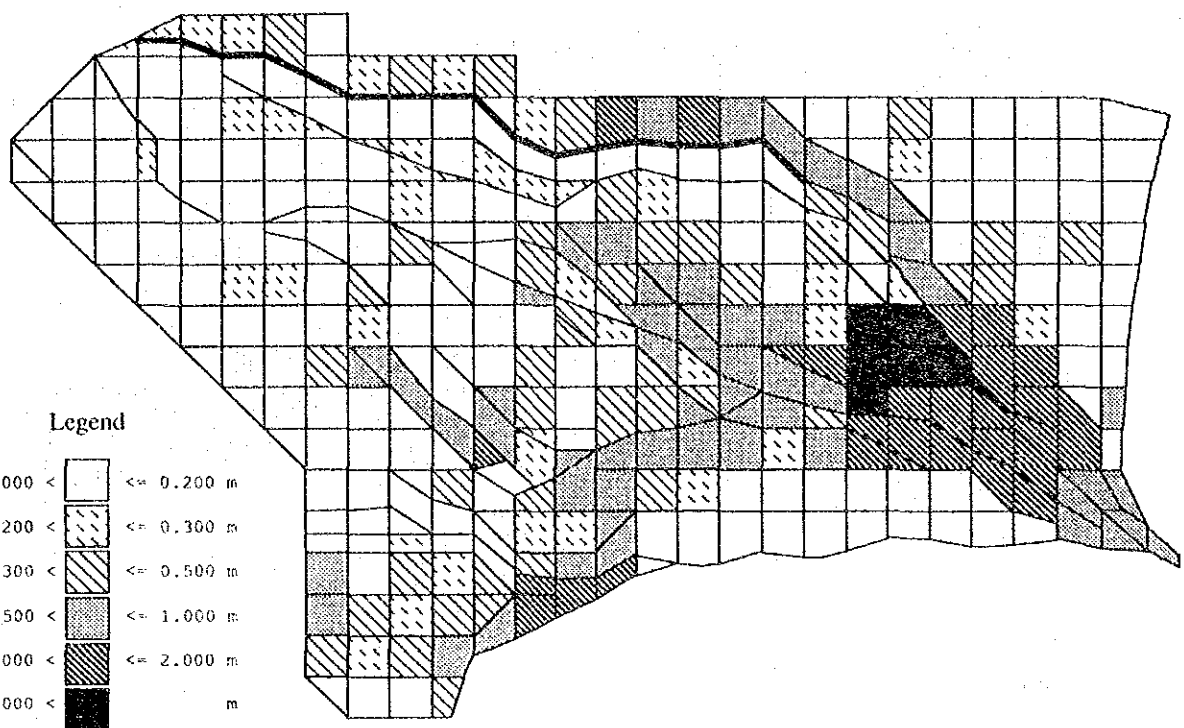 Legend
000 < <= 0.200 m
200 < <= 0.300 m
300 < <= 0.500 m
500 < <= 1.000 m
000 < <= 2.000 m
000 < m